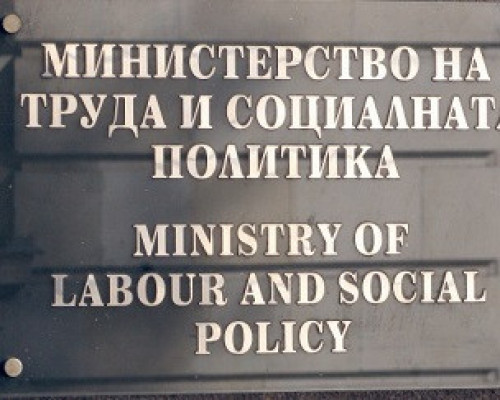 МИНИСТЕРСТВО НА
ТРУДА И СОЦИАЛНАТА
ПОЛИТИКА
MINISTRY OF
LABOUR AND SOCIAL
POLICY